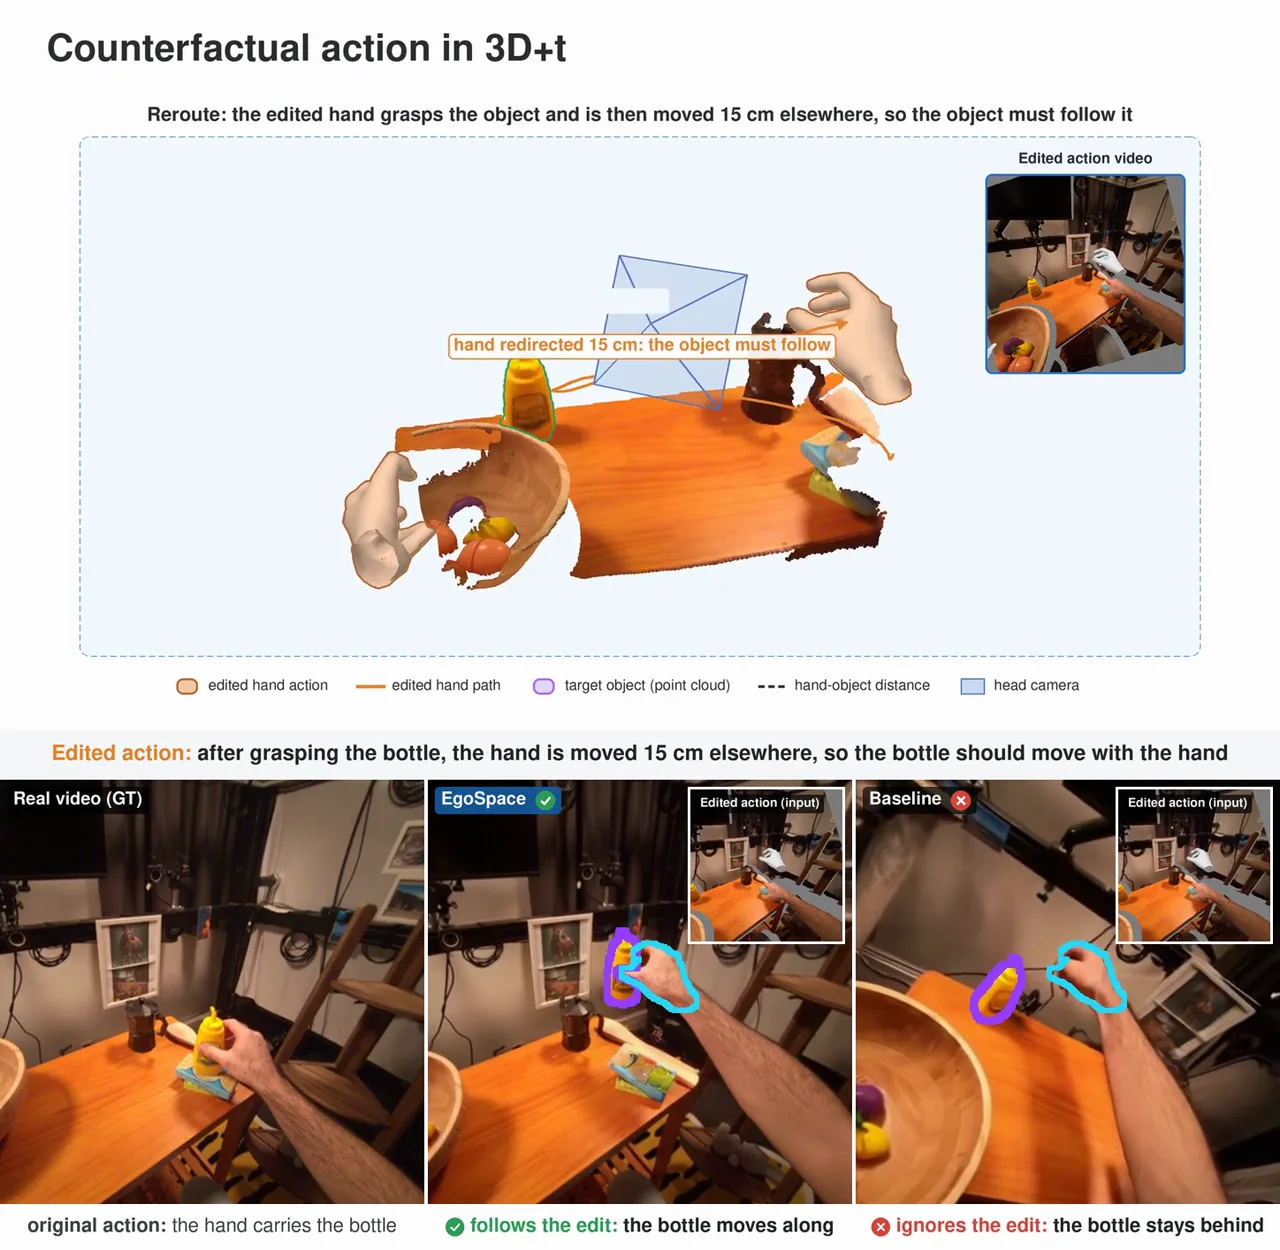 Counterfactual action in 3D+t
Reroute: the edited hand grasps the object and is then moved 15 cm elsewhere, so the object must follow it
Edited action video
hand redirected 15 cm: the object must follow
edited hand action
edited hand path
target object (point cloud)
hand-object distance
head camera
Edited action: after grasping the bottle, the hand is moved 15 cm elsewhere, so the bottle should move with the hand
Real video (GT)
EgoSpace
Edited action (input)
Baseline
Edited action (input)
original action: the hand carries the bottle
follows the edit: the bottle moves along
ignores the edit: the bottle stays behind